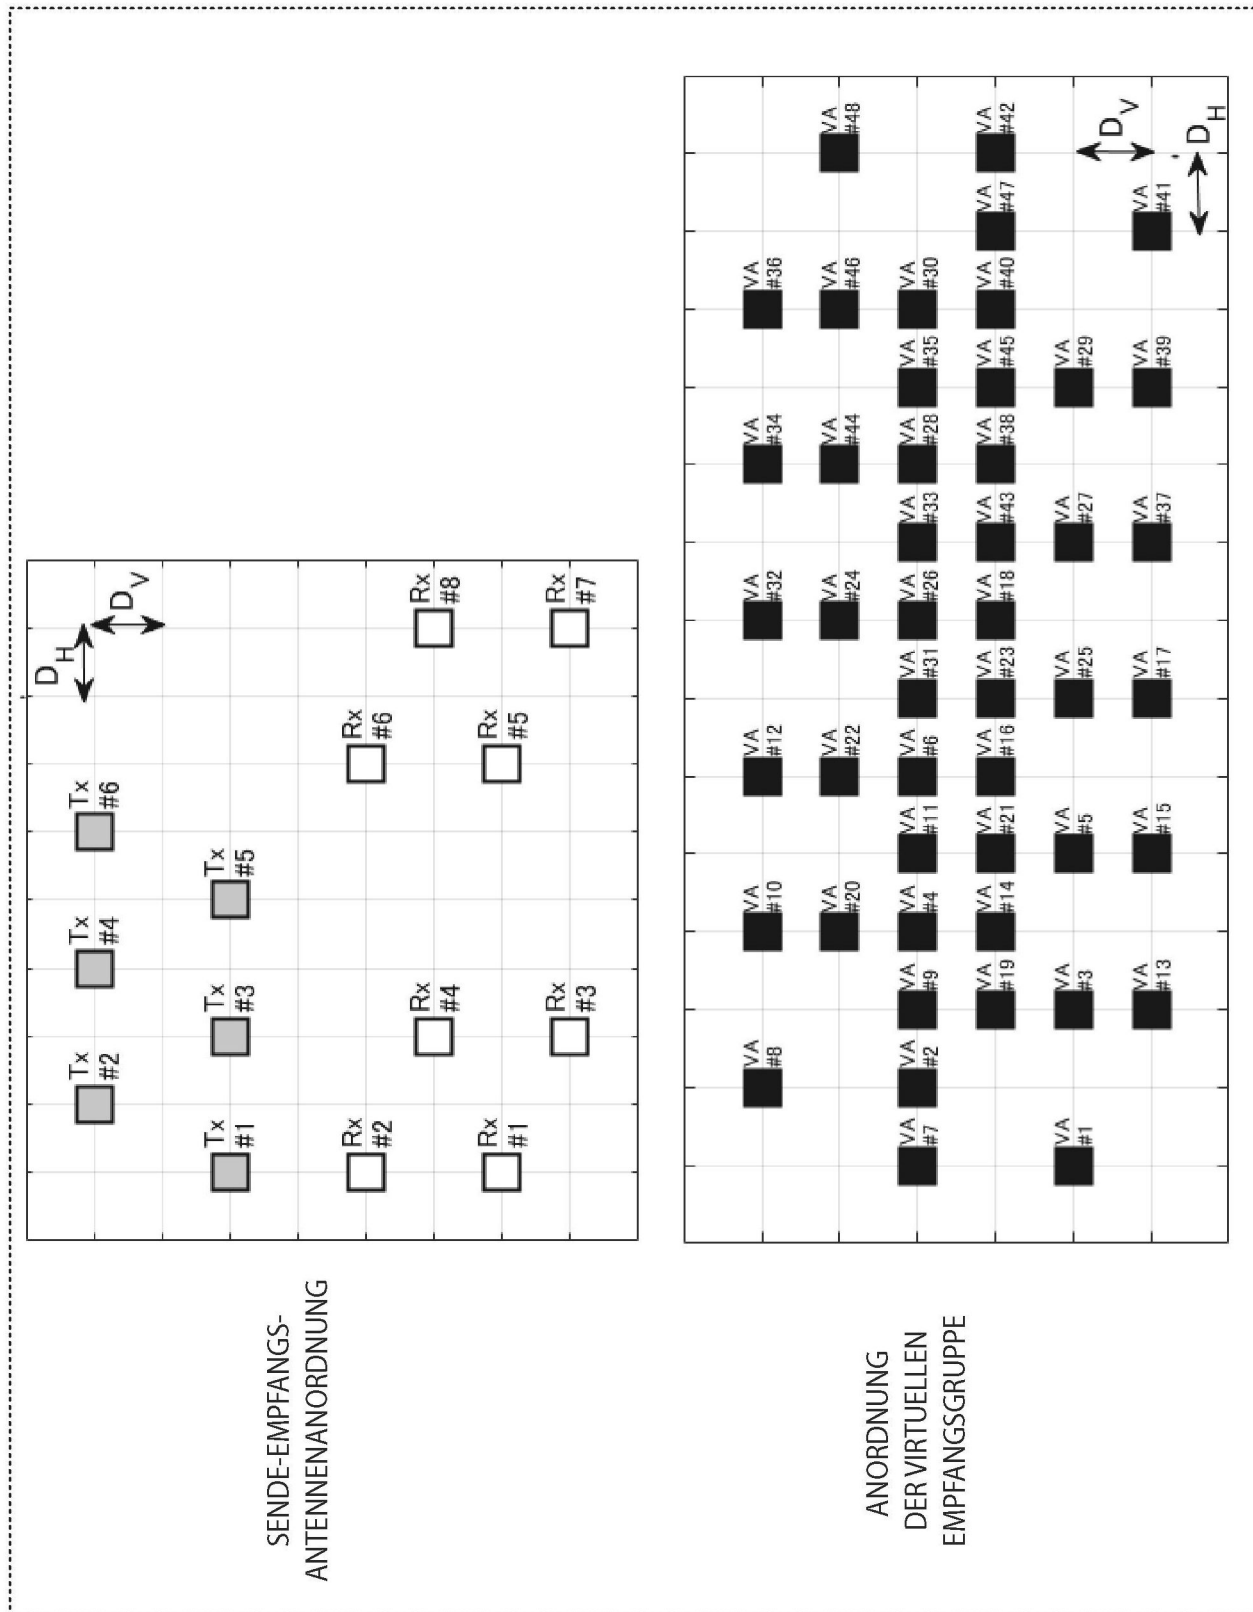 SENDE-EMPFANGS-
ANTENNENANORDNUNG
D_H
D_V
Tx
#2
Tx
#4
Tx
#6
Tx
#1
Tx
#3
Tx
#5
Rx
#2
Rx
#6
Rx
#4
Rx
#8
Rx
#1
Rx
#5
Rx
#3
Rx
#7
ANORDNUNG
DER VIRTUELLEN
EMPFANGSGRUPPE
VA
#8
VA
#10
VA
#12
VA
#32
VA
#34
VA
#36
VA
#20
VA
#22
VA
#24
VA
#44
VA
#46
VA
#48
VA
#7
VA
#2
VA
#9
VA
#4
VA
#11
VA
#6
VA
#31
VA
#26
VA
#33
VA
#28
VA
#35
VA
#30
VA
#19
VA
#14
VA
#21
VA
#16
VA
#23
VA
#18
VA
#43
VA
#38
VA
#45
VA
#40
VA
#47
VA
#42
VA
#1
VA
#3
VA
#5
VA
#25
VA
#27
VA
#29
D_V
VA
#13
VA
#15
VA
#17
VA
#37
VA
#39
VA
#41
D_H